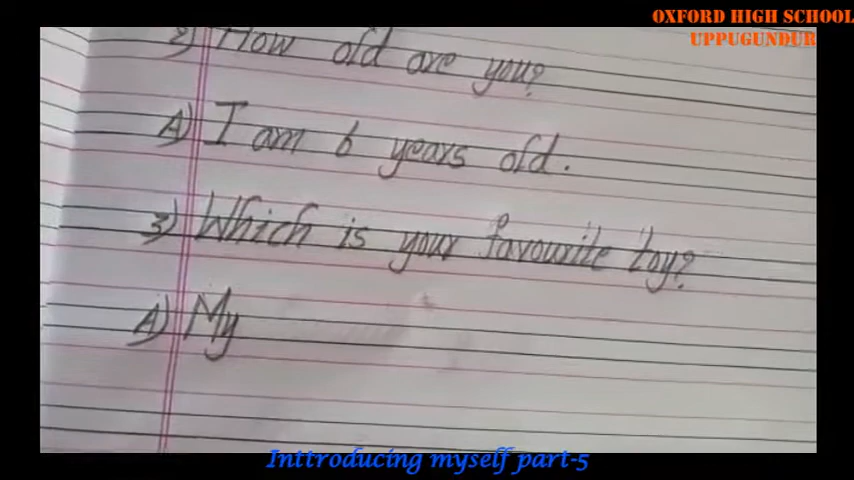 OXFORD HIGH SCHOOL
UPPUGUNDUR
2) How old are you?
A) I am 6 years old.
3) Which is your favourite toy?
A) My
Inttroducing myself part-5